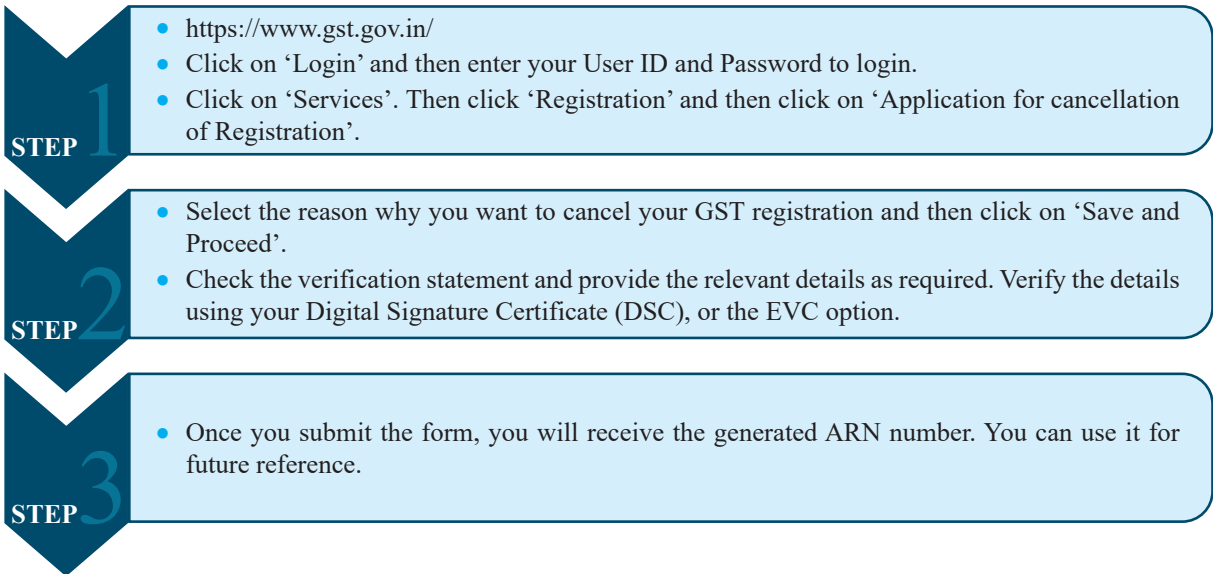 • https://www.gst.gov.in/
• Click on ‘Login’ and then enter your User ID and Password to login.
• Click on ‘Services’. Then click ‘Registration’ and then click on ‘Application for cancellation
of Registration’.
STEP 1
• Select the reason why you want to cancel your GST registration and then click on ‘Save and
Proceed’.
• Check the verification statement and provide the relevant details as required. Verify the details
using your Digital Signature Certificate (DSC), or the EVC option.
STEP 2
• Once you submit the form, you will receive the generated ARN number. You can use it for
future reference.
STEP 3